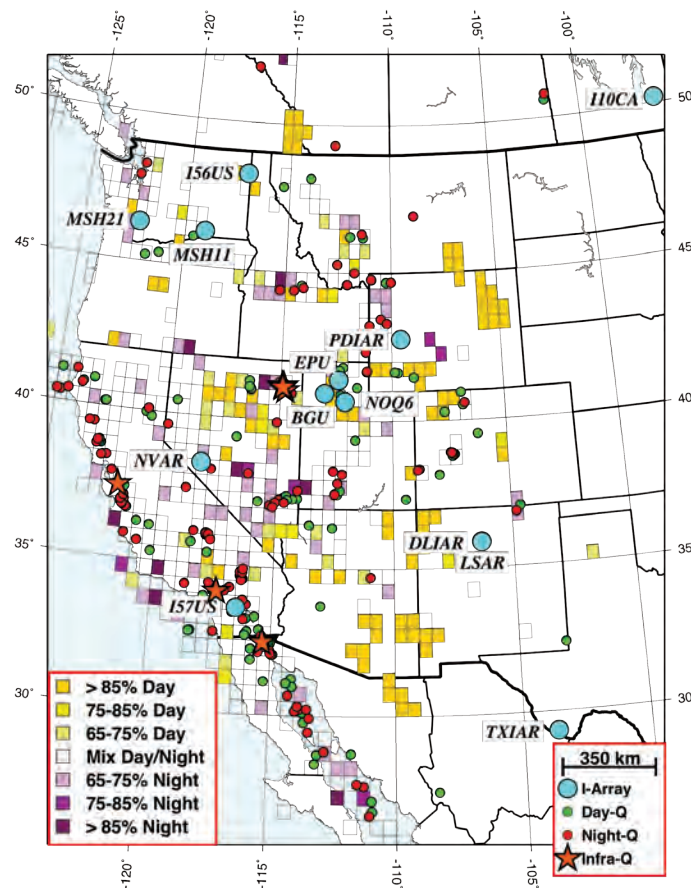 -125° -120° -115° -110° -105° -100°
50° 50
I10CA
I56US
MSH21
45° 45
MSH11
PDIAR
EPU
40° 40
BGU NOQ6
NVAR
35° DLIAR 35
LSAR
I57US
30° 30
TXIAR
> 85% Day
75-85% Day
65-75% Day
Mix Day/Night
65-75% Night
75-85% Night
> 85% Night
350 km
I-Array
Day-Q
Night-Q
Infra-Q
-120° -115° -110° -105